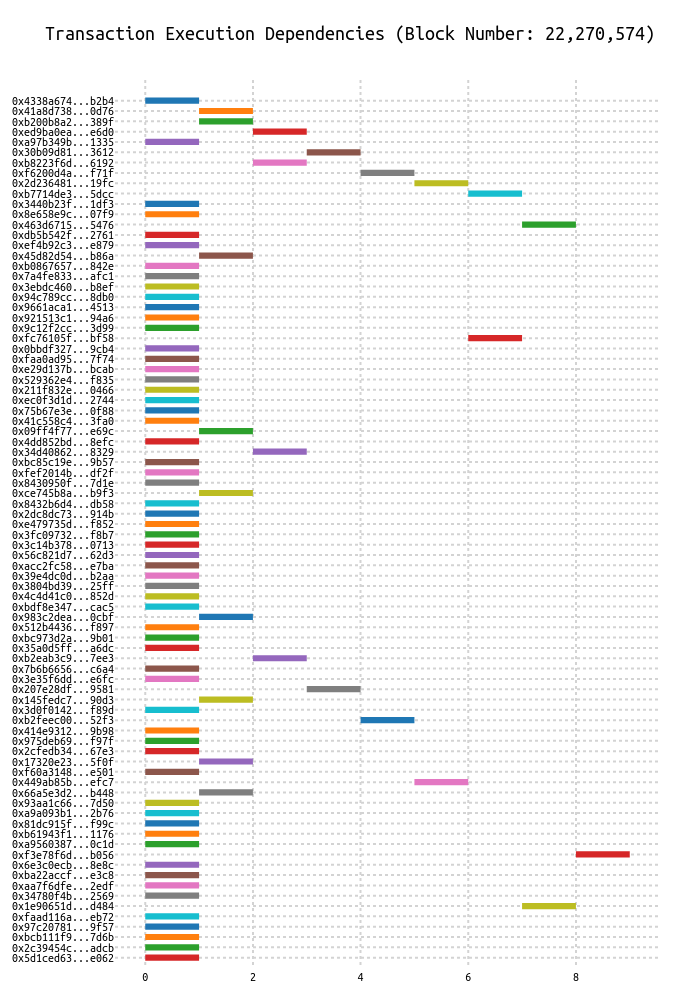 Transaction Execution Dependencies (Block Number: 22,270,574)
0x4338a674...b2b4
0x41a8d738...0d76
0xb200b8a2...389f
0xed9ba0ea...e6d0
0xa97b349b...1335
0x30b09d81...3612
0xb8223f6d...6192
0xf6200d4a...f71f
0x2d236481...19fc
0xb7714de3...5dcc
0x3440b23f...1df3
0x8e658e9c...07f9
0x463d6715...5476
0xdb5b542f...2761
0xef4b92c3...e879
0x45d82d54...b86a
0xb0867657...842e
0x7a4fe833...afc1
0x3ebdc460...b8ef
0x94c789cc...8db0
0x9661aca1...4513
0x921513c1...94a6
0x9c12f2cc...3d99
0xfc76105f...bf58
0x0bbdf327...9cb4
0xfaa0ad95...7f74
0xe29d137b...bcab
0x529362e4...f835
0x211f832e...0466
0xec0f3d1d...2744
0x75b67e3e...0f88
0x41c558c4...3fa0
0x09ff4f77...e69c
0x4dd852bd...8efc
0x34d40862...8329
0xbc85c19e...9b57
0xfef2014b...df2f
0x8430950f...7d1e
0xce745b8a...b9f3
0x8432b6d4...db58
0x2dc8dc73...914b
0xe479735d...f852
0x3fc09732...f8b7
0x3c14b378...0713
0x56c821d7...62d3
0xacc2fc58...e7ba
0x39e4dc0d...b2aa
0x3804bd39...25ff
0x4c4d41c0...852d
0xbdf8e347...cac5
0x983c2dea...0cbf
0x512b4436...f897
0xbc973d2a...9b01
0x35a0d5ff...a6dc
0xb2eab3c9...7ee3
0x7b6b6656...c6a4
0x3e35f6dd...e6fc
0x207e28df...9581
0x145fedc7...90d3
0x3d0f0142...f89d
0xb2feec00...52f3
0x414e9312...9b98
0x975deb69...f97f
0x2cfedb34...67e3
0x17320e23...5f0f
0xf60a3148...e501
0x449ab85b...efc7
0x66a5e3d2...b448
0x93aa1c66...7d50
0xa9a093b1...2b76
0x81dc915f...f99c
0xb61943f1...1176
0xa9560387...0c1d
0xf3e78f6d...b056
0x6e3c0ecb...8e8c
0xba22accf...e3c8
0xaa7f6dfe...2edf
0x34780f4b...2569
0x1e90651d...d484
0xfaad116a...eb72
0x97c20781...9f57
0xbcb111f9...7d6b
0x2c39454c...adcb
0x5d1ced63...e062
0 2 4 6 8